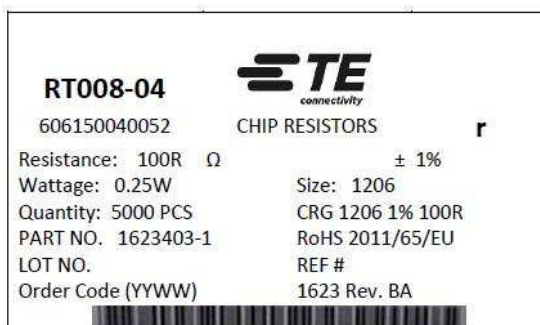 RT008-04
TE
connectivity
606150040052 CHIP RESISTORS r
Resistance: 100R Ω ± 1%
Wattage: 0.25W Size: 1206
Quantity: 5000 PCS CRG 1206 1% 100R
PART NO. 1623403-1 RoHS 2011/65/EU
LOT NO. REF #
Order Code (YYWW) 1623 Rev. BA